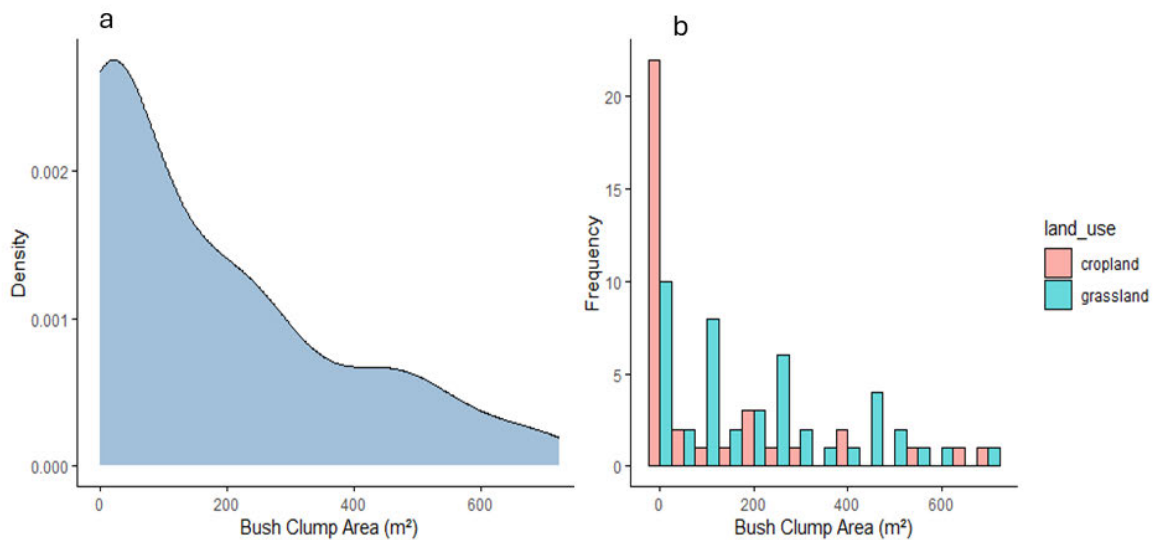 a
Density
0.002
0.001
0.000
0 200 400 600
Bush Clump Area (m²)
b
Frequency
20
15
10
5
0
0 200 400 600
Bush Clump Area (m²)
land_use
cropland
grassland